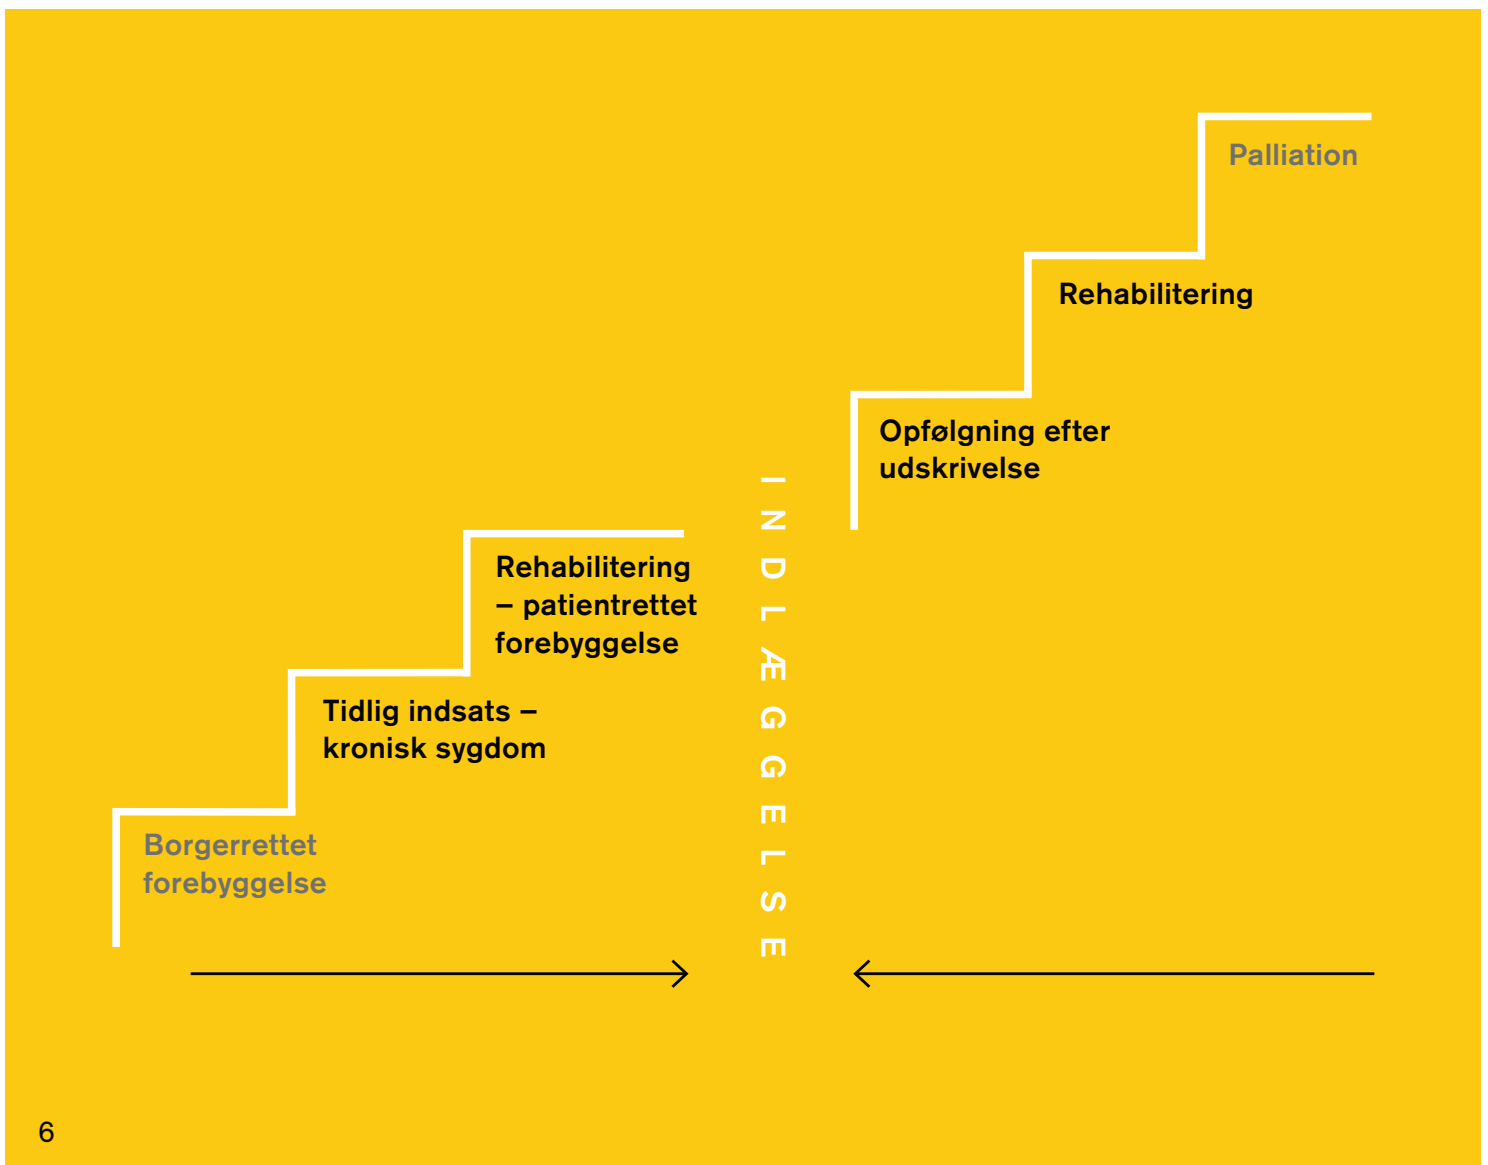 Palliation
Rehabilitering
Opfølgning efter
udskrivelse
INDLÆGGELSE
Rehabilitering
– patientrettet
forebyggelse
Tidlig indsats –
kronisk sygdom
Borgerrettet
forebyggelse
6